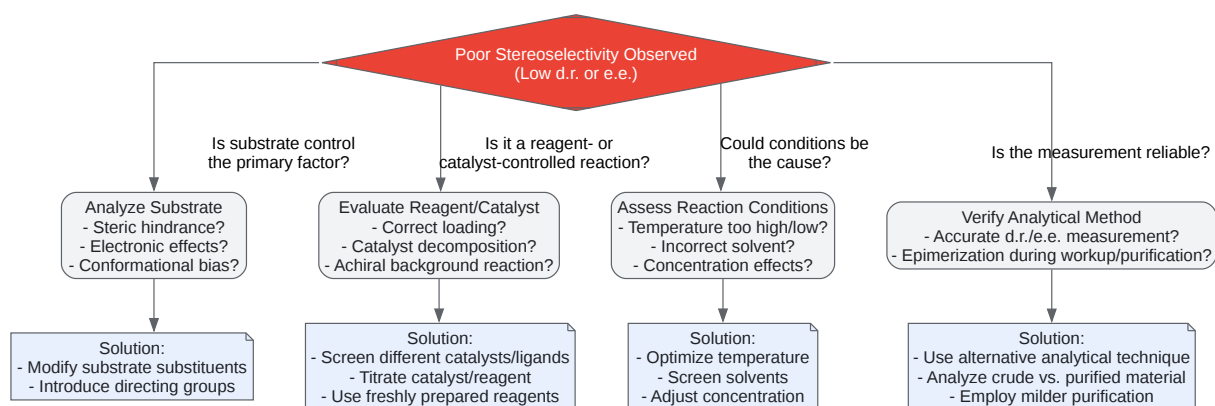 Poor Stereoselectivity Observed
(Low d.r. or e.e.)
Is substrate control
the primary factor?
Is it a reagent- or
catalyst-controlled reaction?
Could conditions be
the cause?
Is the measurement reliable?
Analyze Substrate
- Steric hindrance?
- Electronic effects?
- Conformational bias?
Evaluate Reagent/Catalyst
- Correct loading?
- Catalyst decomposition?
- Achiral background reaction?
Assess Reaction Conditions
- Temperature too high/low?
- Incorrect solvent?
- Concentration effects?
Verify Analytical Method
- Accurate d.r./e.e. measurement?
- Epimerization during workup/purification?
Solution:
- Modify substrate substituents
- Introduce directing groups
Solution:
- Screen different catalysts/ligands
- Titrate catalyst/reagent
- Use freshly prepared reagents
Solution:
- Optimize temperature
- Screen solvents
- Adjust concentration
Solution:
- Use alternative analytical technique
- Analyze crude vs. purified material
- Employ milder purification